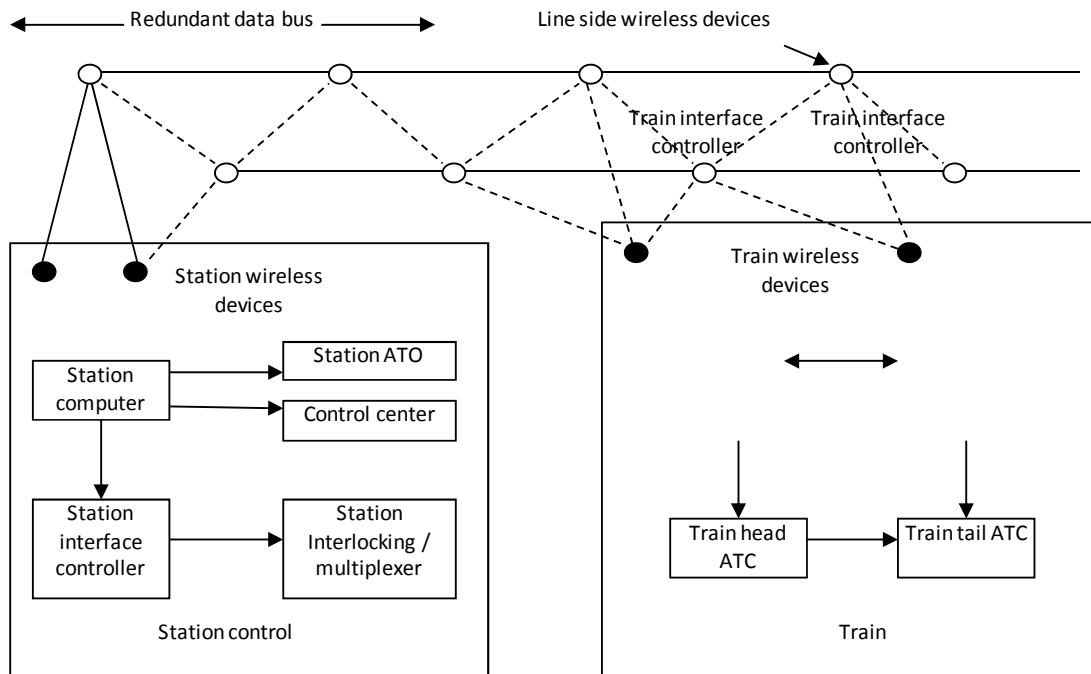 Redundant data bus
Line side wireless devices
Train interface
controller
Train interface
controller
Station wireless
devices
Train wireless
devices
Station ATO
Station
computer
Control center
Station
interface
controller
Station
Interlocking /
multiplexer
Train head
ATC
Train tail ATC
Station control
Train